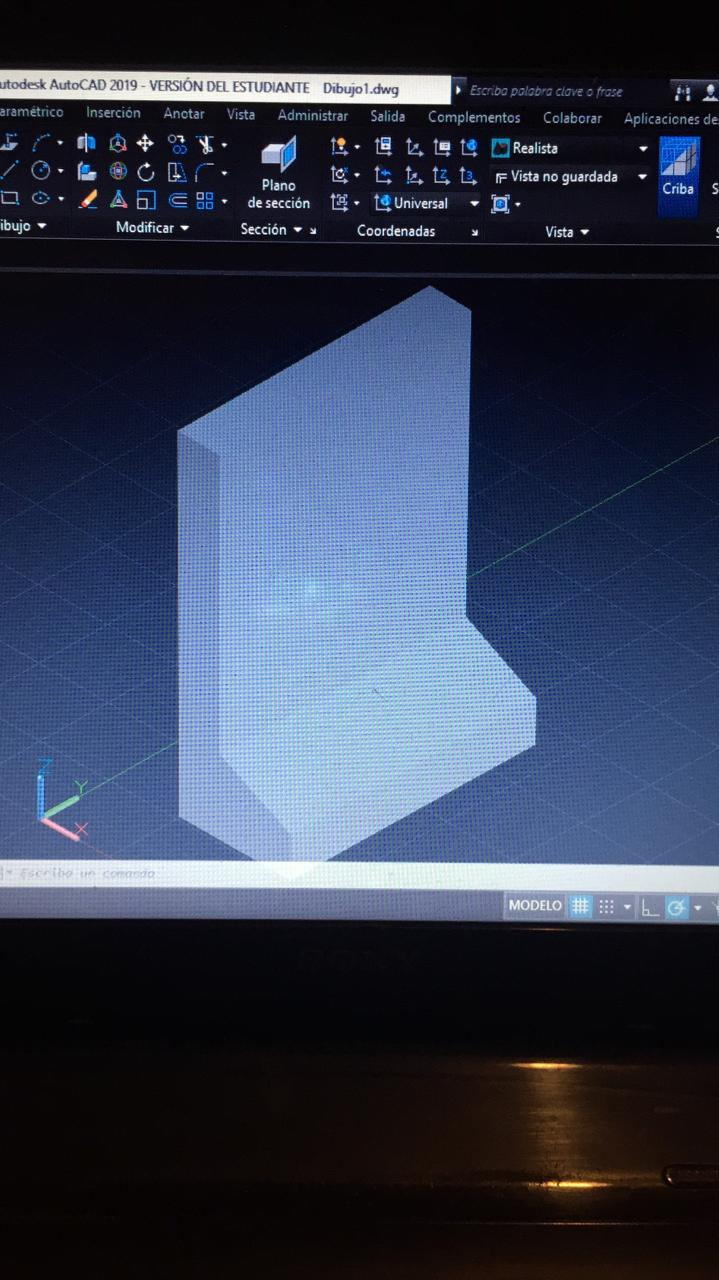 utodesk AutoCAD 2019 - VERSIÓN DEL ESTUDIANTE Dibujo1.dwg
Escriba palabra clave o frase
aramétrico Inserción Anotar Vista Administrar Salida Complementos Colaborar Aplicaciones de
Realista
Plano
de sección
Vista no guardada
Criba
S
Universal
ibujo Modificar Sección Coordenadas Vista S
Z
Y
X
Escriba un comando
MODELO